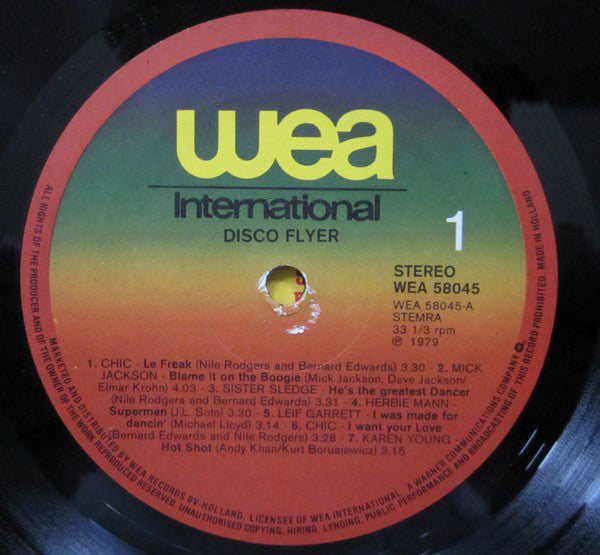 wea
International
DISCO FLYER
1
STEREO
WEA 58045
WEA 58045-A
STEMRA
33 1/3 rpm
℗ 1979
1. CHIC - Le Freak (Nile Rodgers and Bernard Edwards) 3.30 - 2. MICK
JACKSON - Blame it on the Boogie (Mick Jackson, Dave Jackson/
Elmar Krohn) 4.03 - 3. SISTER SLEDGE - He's the greatest Dancer
(Nile Rodgers and Bernard Edwards) 3.31 - 4. HERBIE MANN -
Superman (J.L. Soto) 3.30 - 5. LEIF GARRETT - I was made for
dancin' (Michael Lloyd) 3.14 - 6. CHIC - I want your Love
(Bernard Edwards and Nile Rodgers) 3.28 - 7. KAREN YOUNG -
Hot Shot (Andy Khan/Kurt Borusiewicz) 3.15
ALL RIGHTS OF THE PRODUCER AND OF THE OWNER OF THE WORK REPRODUCED RESERVED. UNAUTHORISED COPYING, HIRING, LENDING, PUBLIC PERFORMANCE AND BROADCASTING OF THIS RECORD PROHIBITED. MADE IN HOLLAND
MARKETED AND DISTRIBUTED BY WEA RECORDS BV-HOLLAND. LICENSEE OF WEA INTERNATIONAL. A WARNER COMMUNICATIONS COMPANY